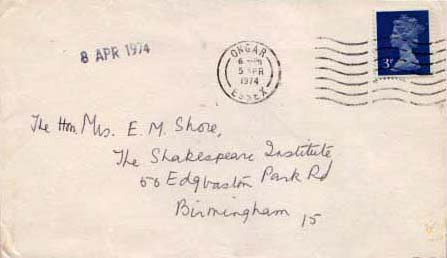 8 APR 1974
ONGAR
5 APR
1974
ESSEX
3P
The Hon. Mrs. E. M. Shore,
The Shakespeare Institute
50 Edgbaston Park Rd
Birmingham 15